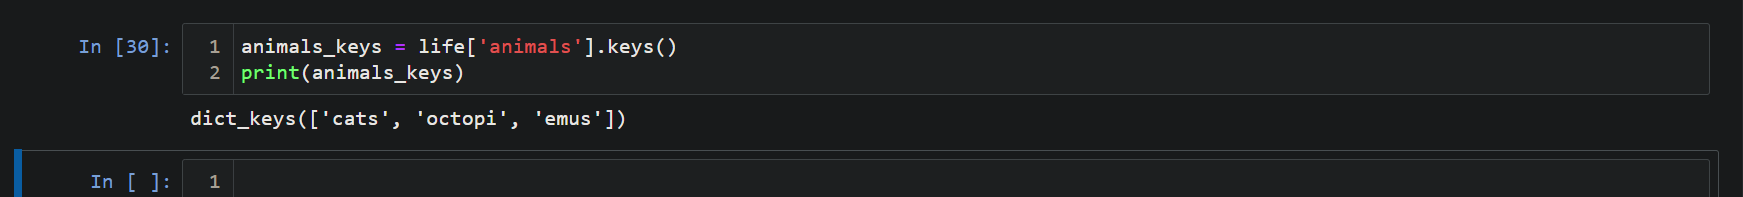 In [30]:
1 animals_keys = life['animals'].keys()
2 print(animals_keys)
dict_keys(['cats', 'octopi', 'emus'])
In [ ]:
1